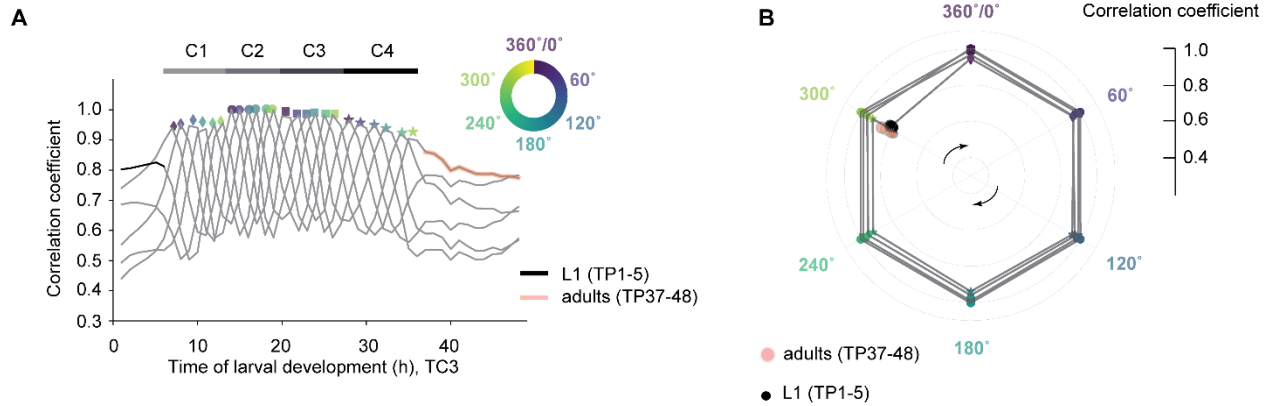 A
C1 C2 C3 C4
360˚/0˚
300˚
60˚
240˚
120˚
180˚
Correlation coefficient
1.0
0.9
0.8
0.7
0.6
0.5
0.4
0.3
0 10 20 30 40
Time of larval development (h), TC3
L1 (TP1-5)
adults (TP37-48)
B
360˚/0˚
Correlation coefficient
1.0
0.8
0.6
0.4
300˚
60˚
240˚
120˚
180˚
adults (TP37-48)
L1 (TP1-5)